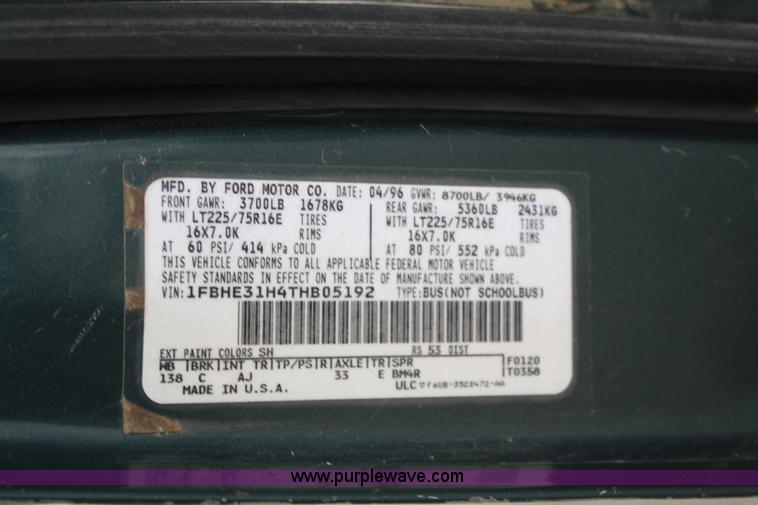 MFD. BY FORD MOTOR CO. DATE: 04/96 GVWR: 8700LB/ 3946KG
FRONT GAWR: 3700LB 1678KG REAR GAWR: 5360LB 2431KG
WITH LT225/75R16E TIRES WITH LT225/75R16E TIRES
16X7.0K RIMS 16X7.0K RIMS
AT 60 PSI/ 414 kPa COLD AT 80 PSI/ 552 kPa COLD
THIS VEHICLE CONFORMS TO ALL APPLICABLE FEDERAL MOTOR VEHICLE
SAFETY STANDARDS IN EFFECT ON THE DATE OF MANUFACTURE SHOWN ABOVE.
VIN: 1FBHE31H4THB05192 TYPE: BUS(NOT SCHOOLBUS)
EXT PAINT COLORS SH RS 53 DIST
WB |BRK|INT TR|TP/PS|R|AXLE|TR|SPR F0120
138 C AJ 33 E BM4R T0358
MADE IN U.S.A. ULC ▽F6UB-3520472-AA
www.purplewave.com